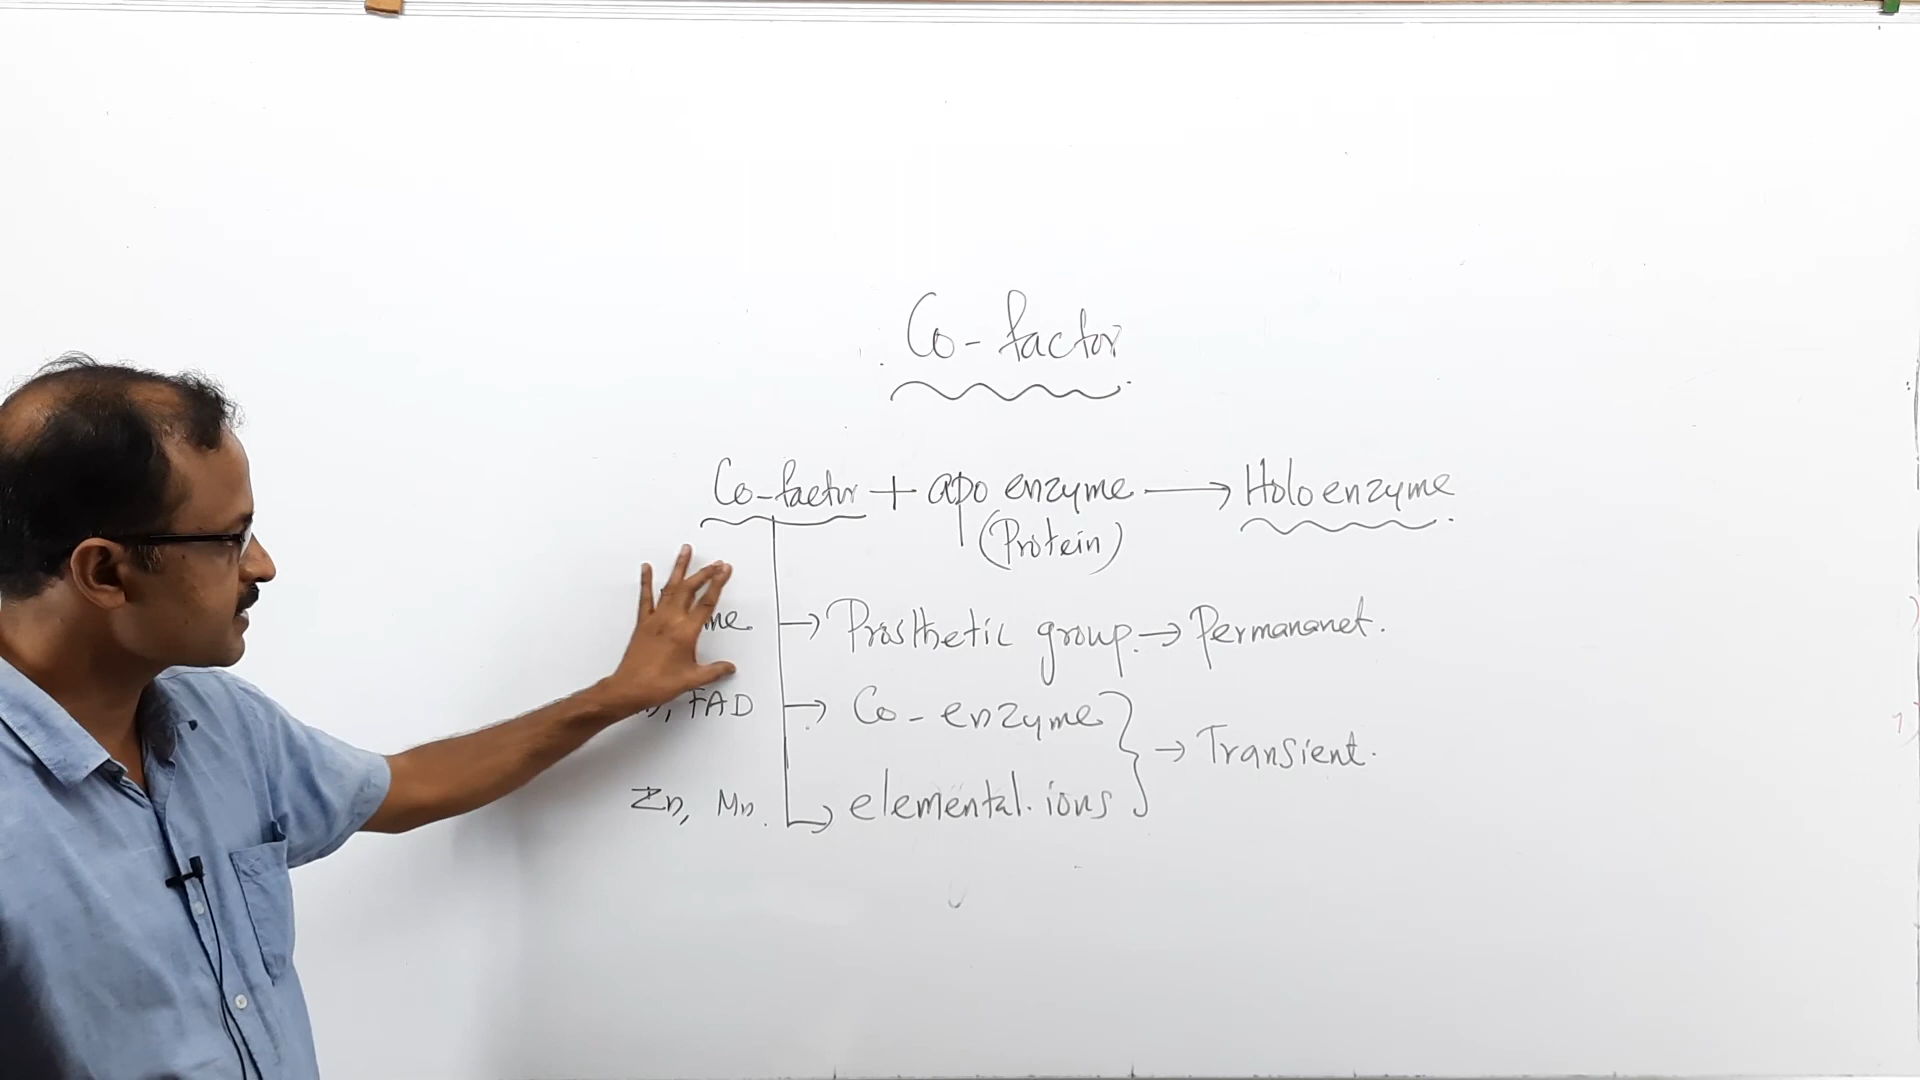 Co-factor
Co-factor + apo enzyme → Holoenzyme
(Protein)
→ Prosthetic group. → Permananet.
FAD → Co-enzyme
→ Transient.
Zn, Mn. → elemental ions